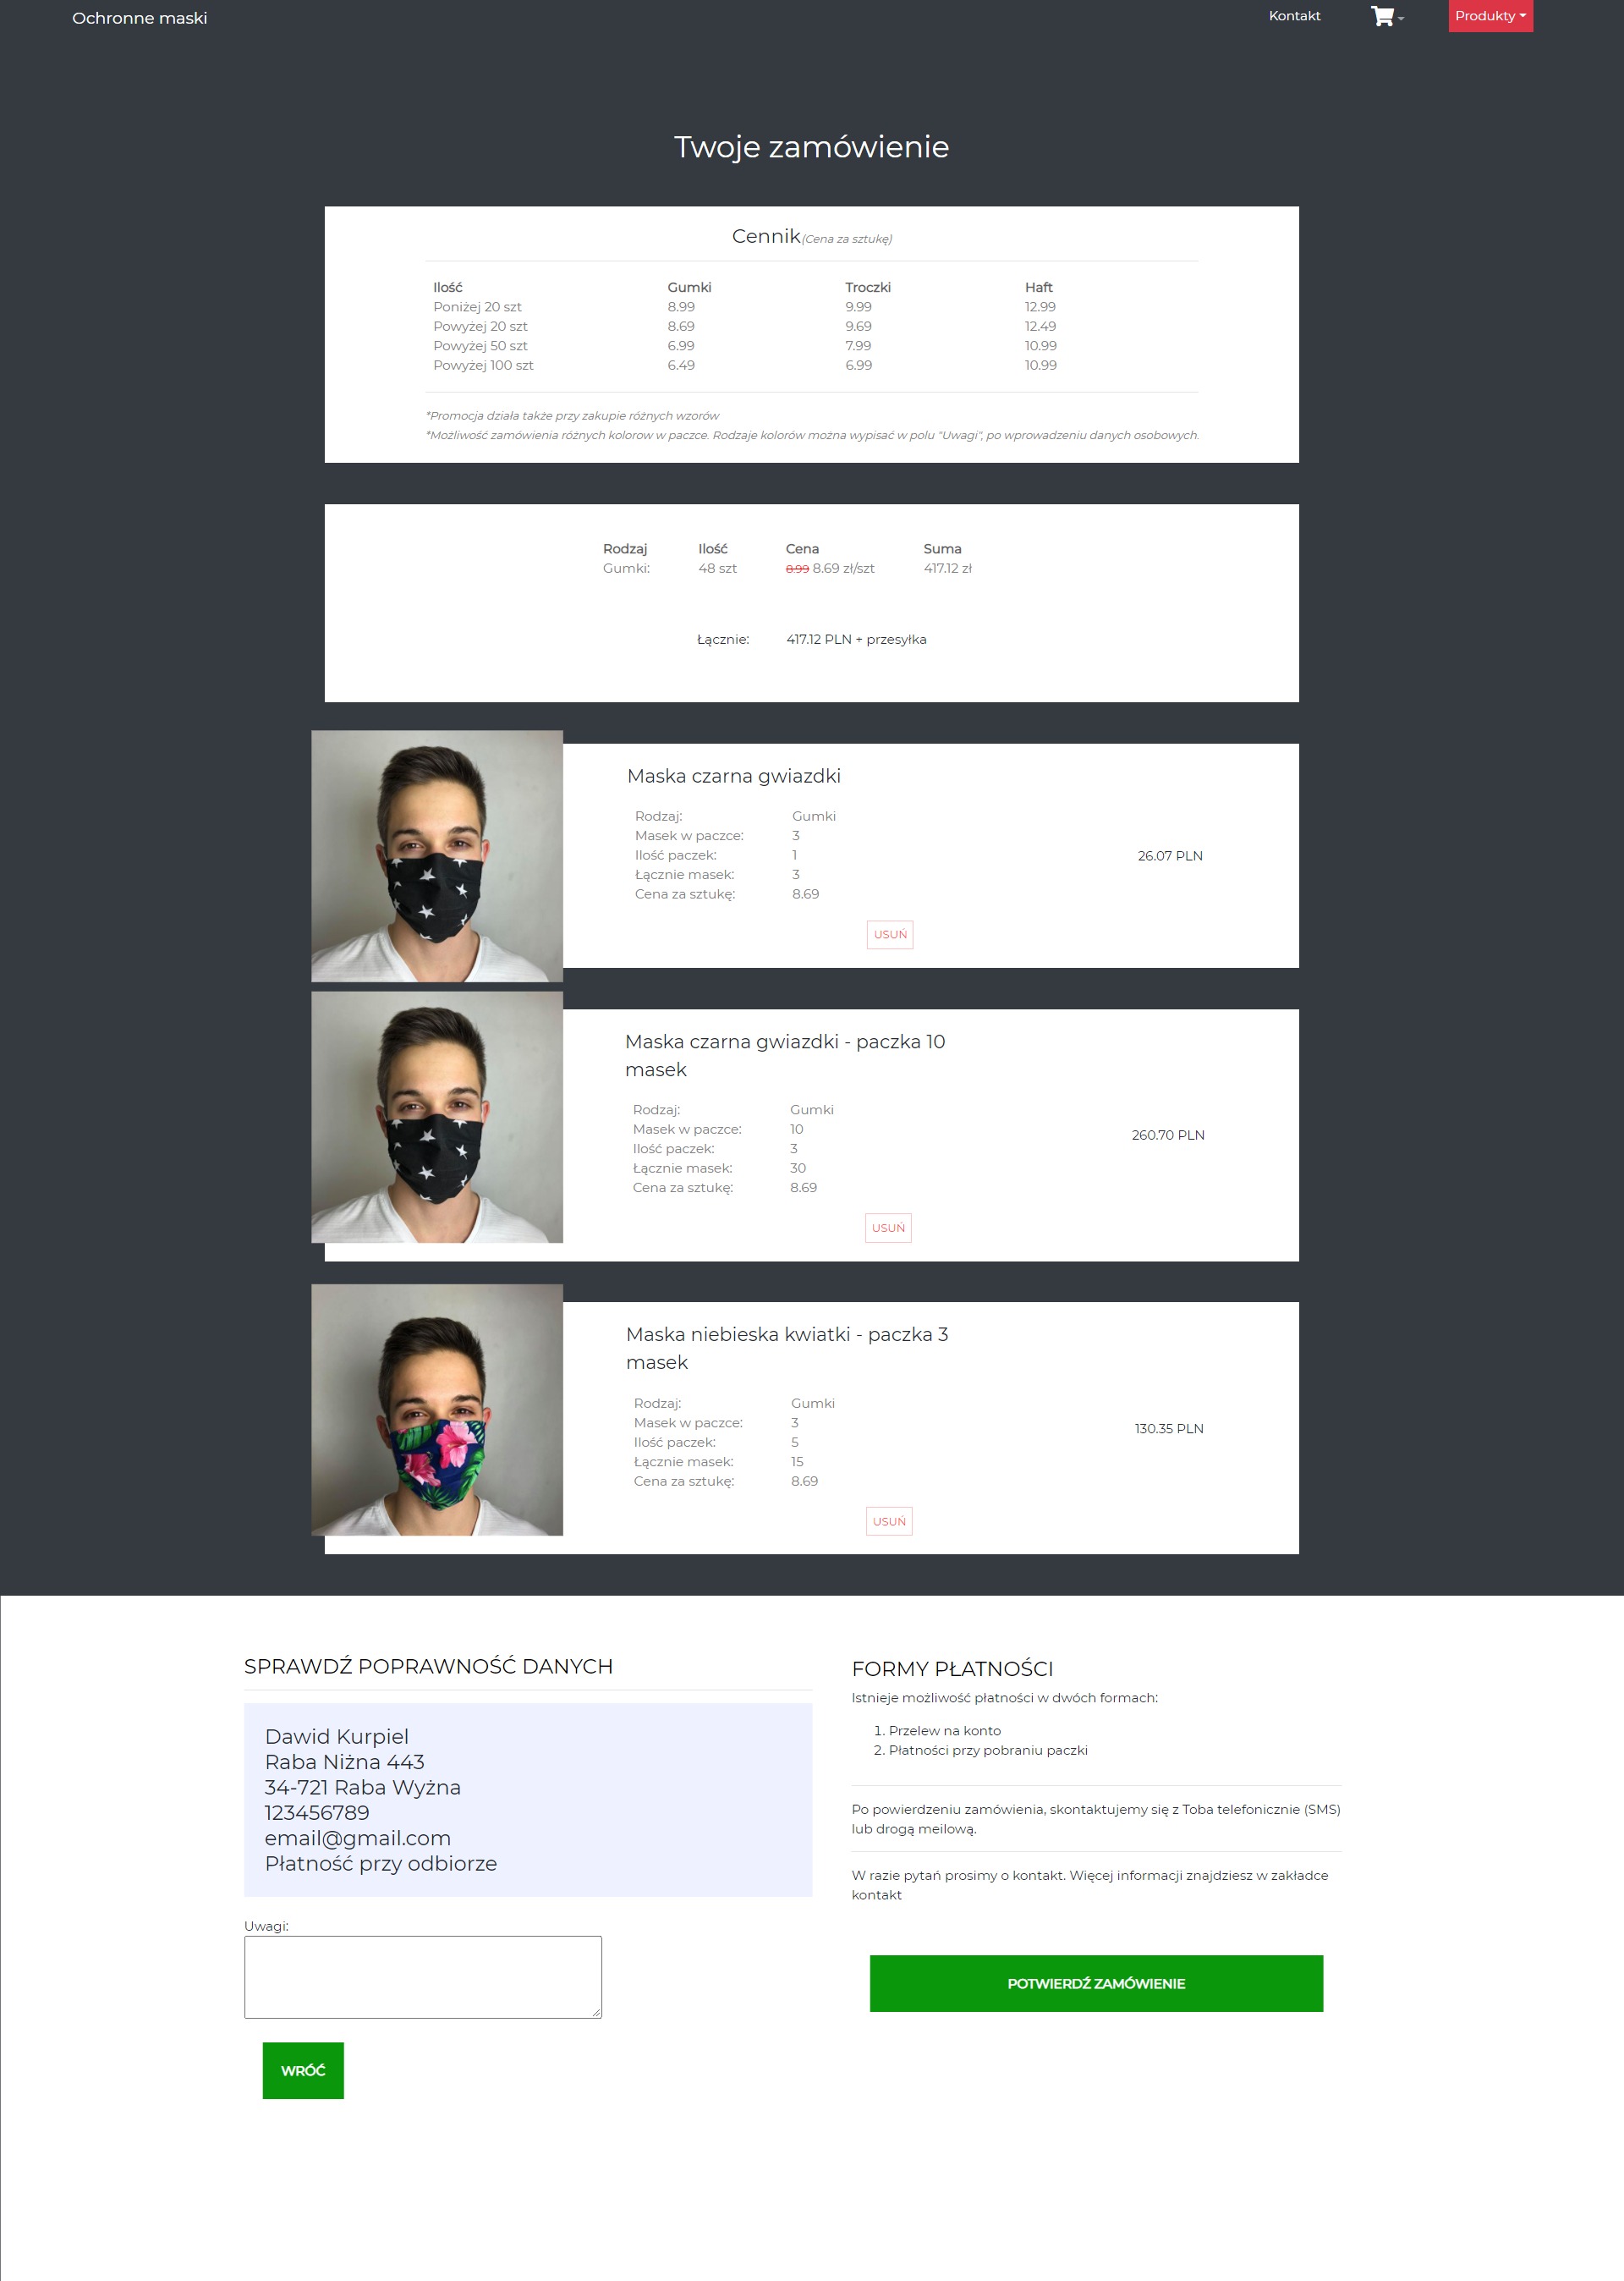 Ochronne maski
Kontakt
Produkty
Twoje zamówienie
Cennik(Cena za sztukę)
Ilość Gumki Troczki Haft
Poniżej 20 szt 8.99 9.99 12.99
Powyżej 20 szt 8.69 9.69 12.49
Powyżej 50 szt 6.99 7.99 10.99
Powyżej 100 szt 6.49 6.99 10.99
*Promocja działa także przy zakupie różnych wzorów
*Możliwość zamówienia różnych kolorow w paczce. Rodzaje kolorów można wypisać w polu "Uwagi", po wprowadzeniu danych osobowych.
Rodzaj Ilość Cena Suma
Gumki: 48 szt 8.99 8.69 zł/szt 417.12 zł
Łącznie: 417.12 PLN + przesyłka
Maska czarna gwiazdki
Rodzaj: Gumki
Masek w paczce: 3
Ilość paczek: 1
Łącznie masek: 3
Cena za sztukę: 8.69
26.07 PLN
USUŃ
Maska czarna gwiazdki - paczka 10
masek
Rodzaj: Gumki
Masek w paczce: 10
Ilość paczek: 3
Łącznie masek: 30
Cena za sztukę: 8.69
260.70 PLN
USUŃ
Maska niebieska kwiatki - paczka 3
masek
Rodzaj: Gumki
Masek w paczce: 3
Ilość paczek: 5
Łącznie masek: 15
Cena za sztukę: 8.69
130.35 PLN
USUŃ
SPRAWDŹ POPRAWNOŚĆ DANYCH
Dawid Kurpiel
Raba Niżna 443
34-721 Raba Wyżna
123456789
email@gmail.com
Płatność przy odbiorze
Uwagi:
WRÓĆ
FORMY PŁATNOŚCI
Istnieje możliwość płatności w dwóch formach:
1. Przelew na konto
2. Płatności przy pobraniu paczki
Po powierdzeniu zamówienia, skontaktujemy się z Toba telefonicznie (SMS)
lub drogą meilową.
W razie pytań prosimy o kontakt. Więcej informacji znajdziesz w zakładce
kontakt
POTWIERDŹ ZAMÓWIENIE